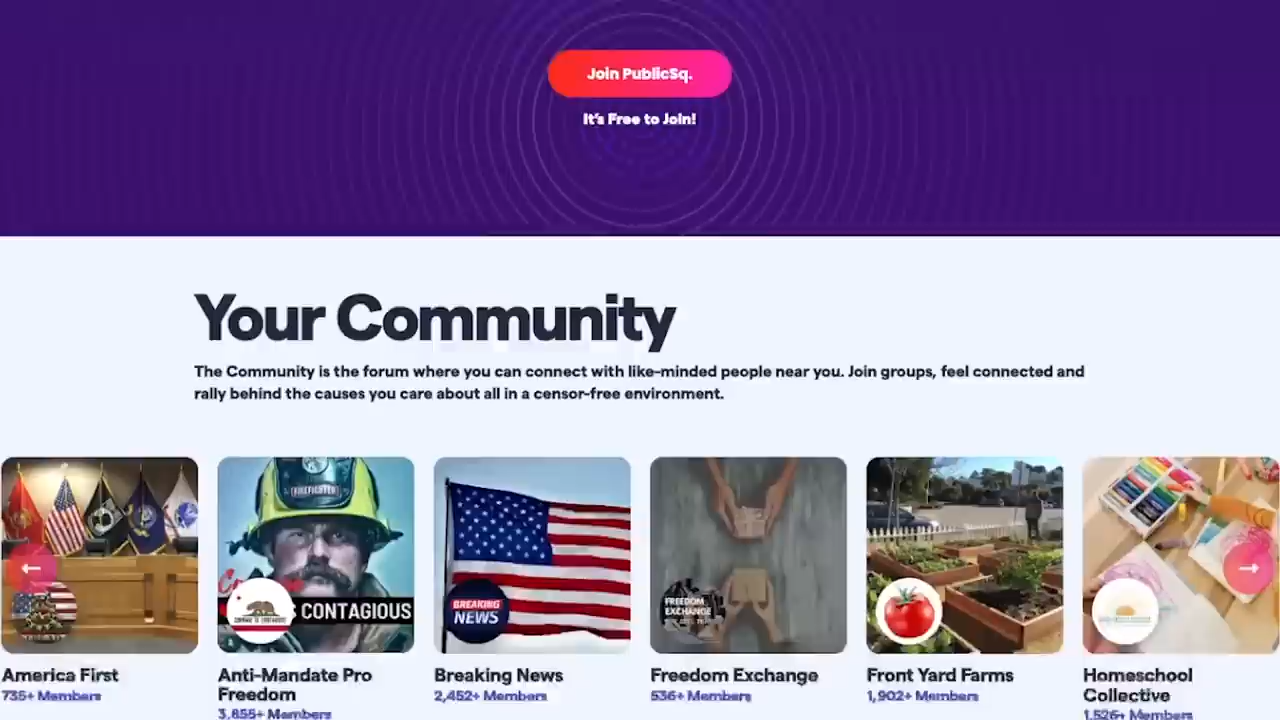 Join PublicSq.
It's Free to Join!
Your Community
The Community is the forum where you can connect with like-minded people near you. Join groups, feel connected and
rally behind the causes you care about all in a censor-free environment.
FIREFIGHTER
CONTAGIOUS
BREAKING
NEWS
FREEDOM
EXCHANGE
America First
735+ Members
Anti-Mandate Pro
Freedom
3,655+ Members
Breaking News
2,452+ Members
Freedom Exchange
536+ Members
Front Yard Farms
1,902+ Members
Homeschool
Collective
1,526+ Members